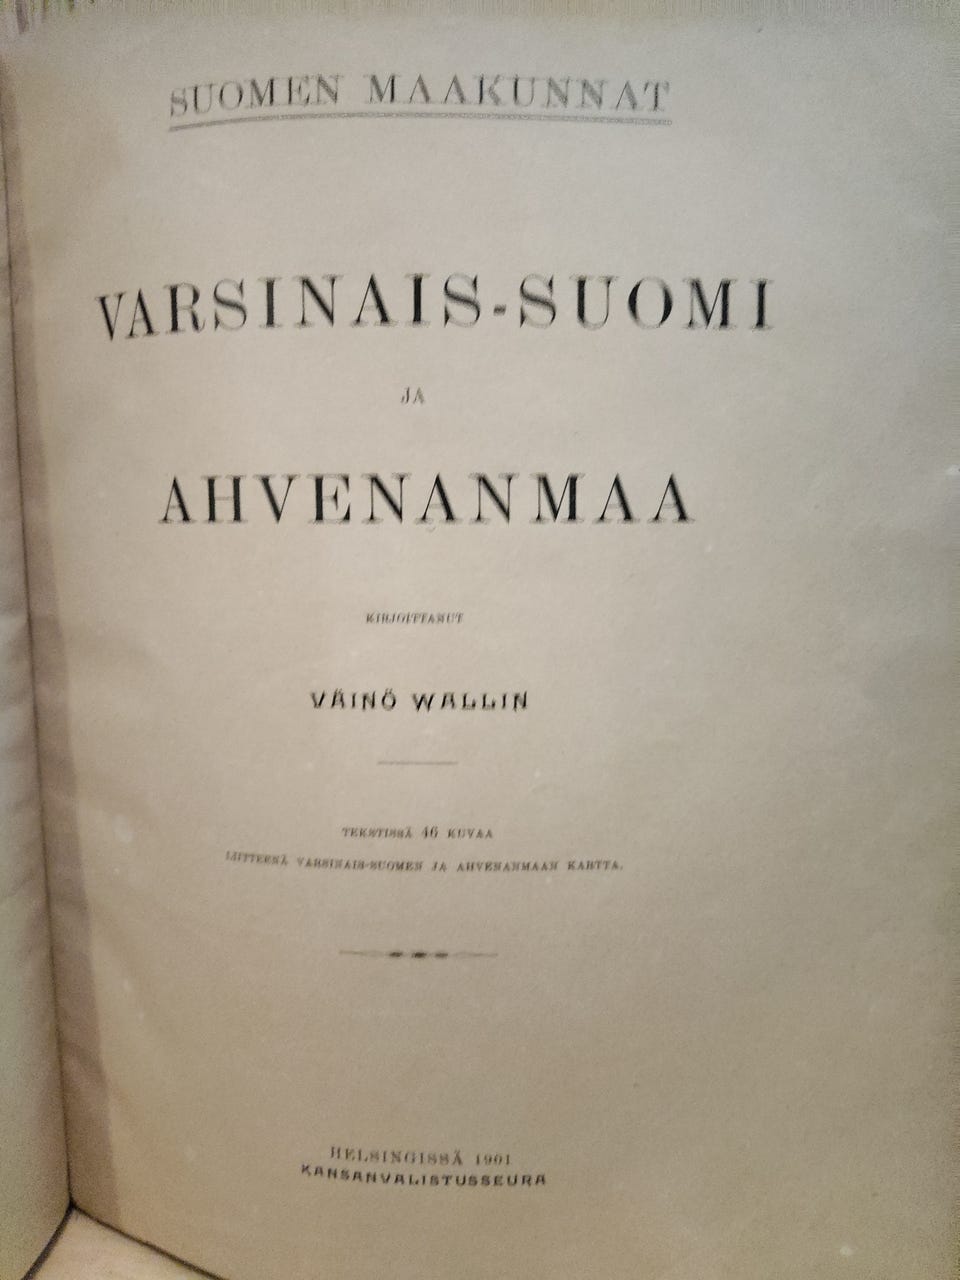 SUOMEN MAAKUNNAT
VARSINAIS-SUOMI
JA
AHVENANMAA
KIRJOITTANUT
VÄINÖ WALLIN
TEKSTISSÄ 46 KUVAA
LIITTEENÄ VARSINAIS-SUOMEN JA AHVENANMAAN KARTTA.
HELSINGISSÄ 1901
KANSANVALISTUSSEURA